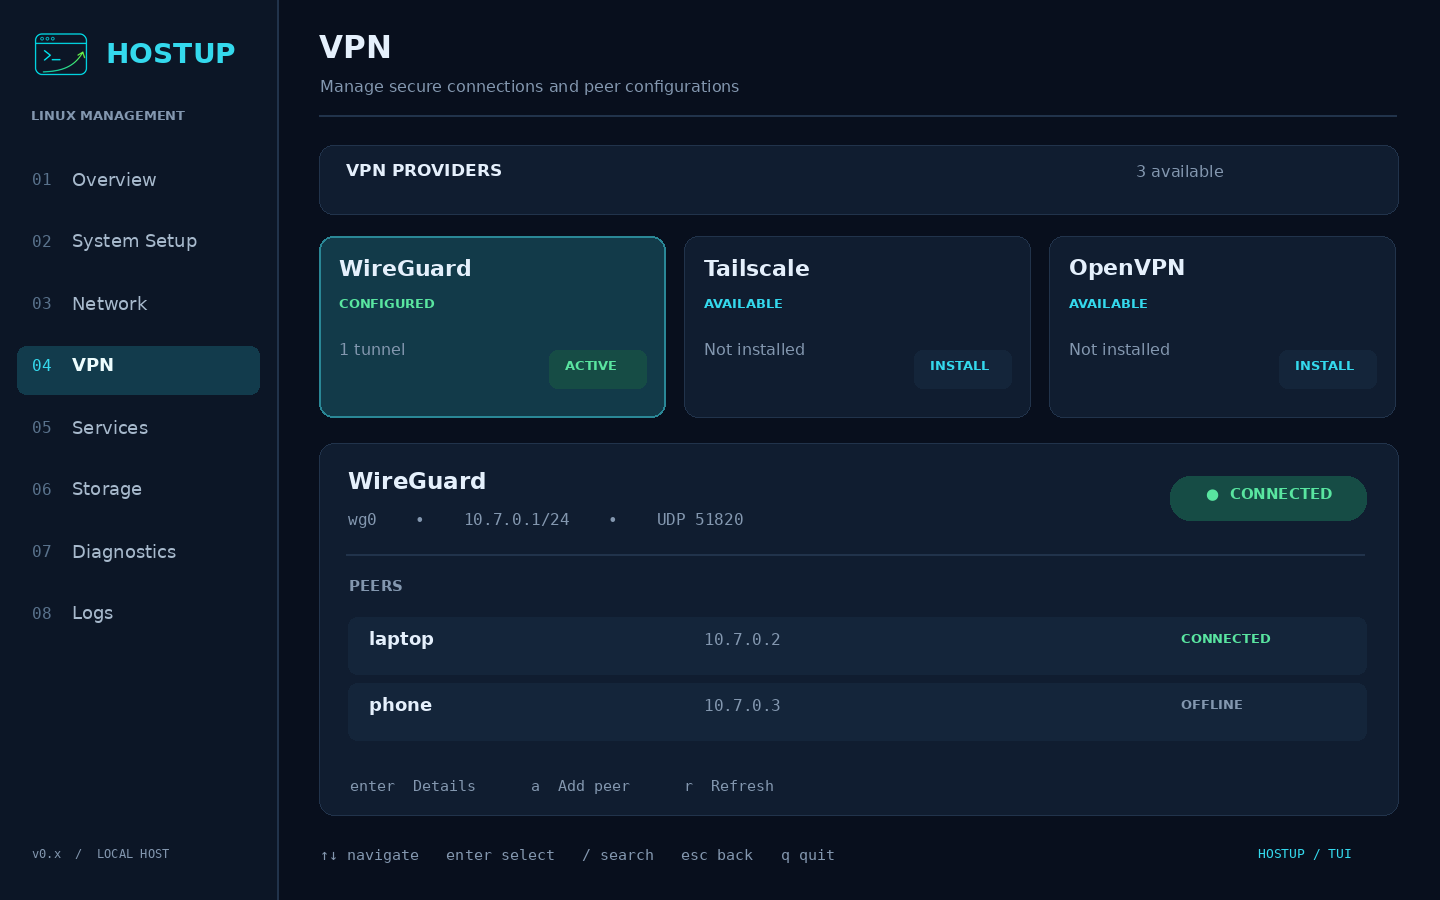 HOSTUP
LINUX MANAGEMENT
01 Overview
02 System Setup
03 Network
04 VPN
05 Services
06 Storage
07 Diagnostics
08 Logs
v0.x / LOCAL HOST
VPN
Manage secure connections and peer configurations
VPN PROVIDERS 3 available
WireGuard
CONFIGURED
1 tunnel
ACTIVE
Tailscale
AVAILABLE
Not installed
INSTALL
OpenVPN
AVAILABLE
Not installed
INSTALL
WireGuard
● CONNECTED
wg0 • 10.7.0.1/24 • UDP 51820
PEERS
laptop 10.7.0.2 CONNECTED
phone 10.7.0.3 OFFLINE
enter Details a Add peer r Refresh
↑↓ navigate enter select / search esc back q quit
HOSTUP / TUI